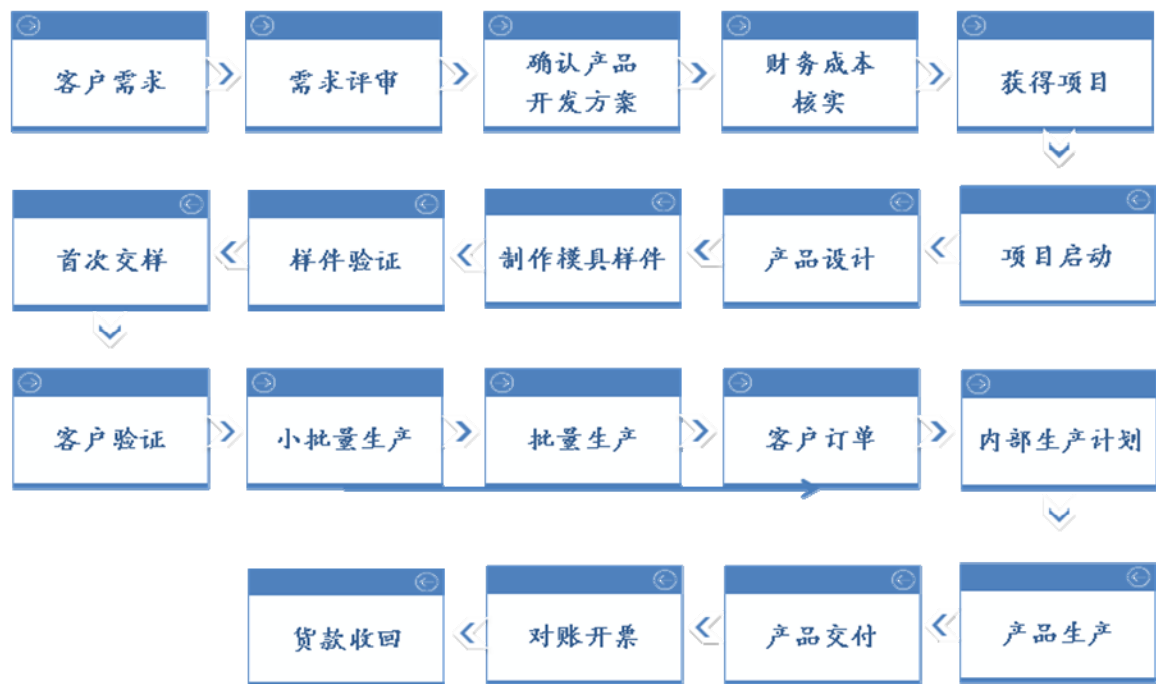 客户需求
需求评审
确认产品
开发方案
财务成本
核实
获得项目
项目启动
产品设计
制作模具样件
样件验证
首次交样
客户验证
小批量生产
批量生产
客户订单
内部生产计划
产品生产
产品交付
对账开票
货款收回